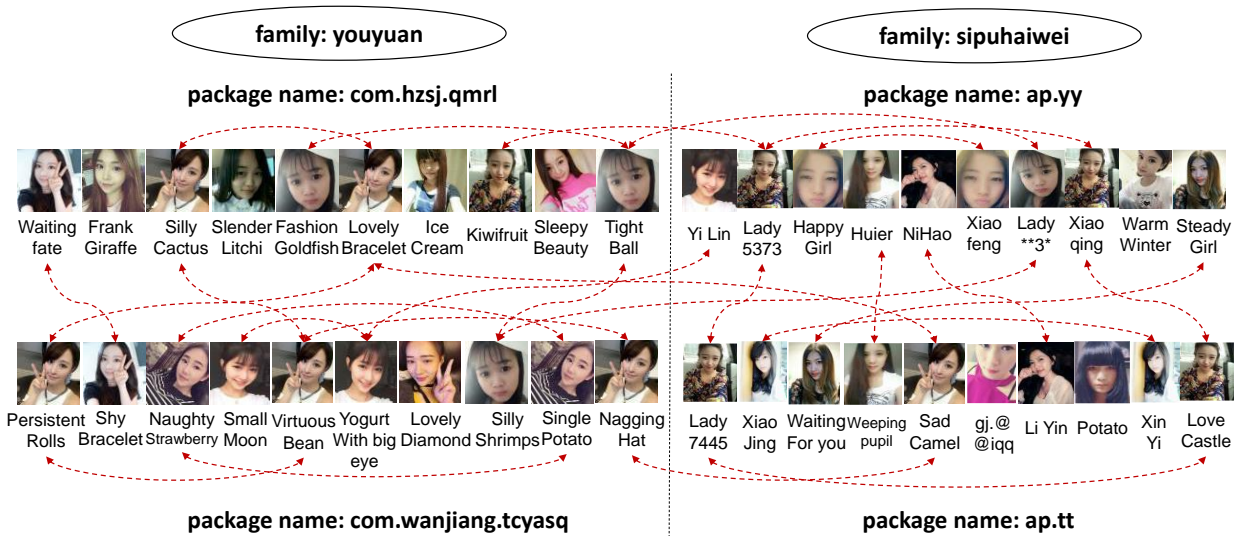 family: youyuan
family: sipuhaiwei
package name: com.hzsj.qmrl
package name: ap.yy
Waiting fate
Frank Giraffe
Silly Cactus
Slender Litchi
Fashion Goldfish
Lovely Bracelet
Ice Cream
Kiwifruit
Sleepy Beauty
Tight Ball
Yi Lin
Lady 5373
Happy Girl
Huier
NiHao
Xiao feng
Lady **3*
Xiao qing
Warm Winter
Steady Girl
Persistent Rolls
Shy Bracelet
Naughty Strawberry
Small Moon
Virtuous Bean
Yogurt With big eye
Lovely Diamond
Silly Shrimps
Single Potato
Nagging Hat
Lady 7445
Xiao Jing
Waiting For you
Weeping pupil
Sad Camel
gj.@ @iqq
Li Yin
Potato
Xin Yi
Love Castle
package name: com.wanjiang.tcyasq
package name: ap.tt